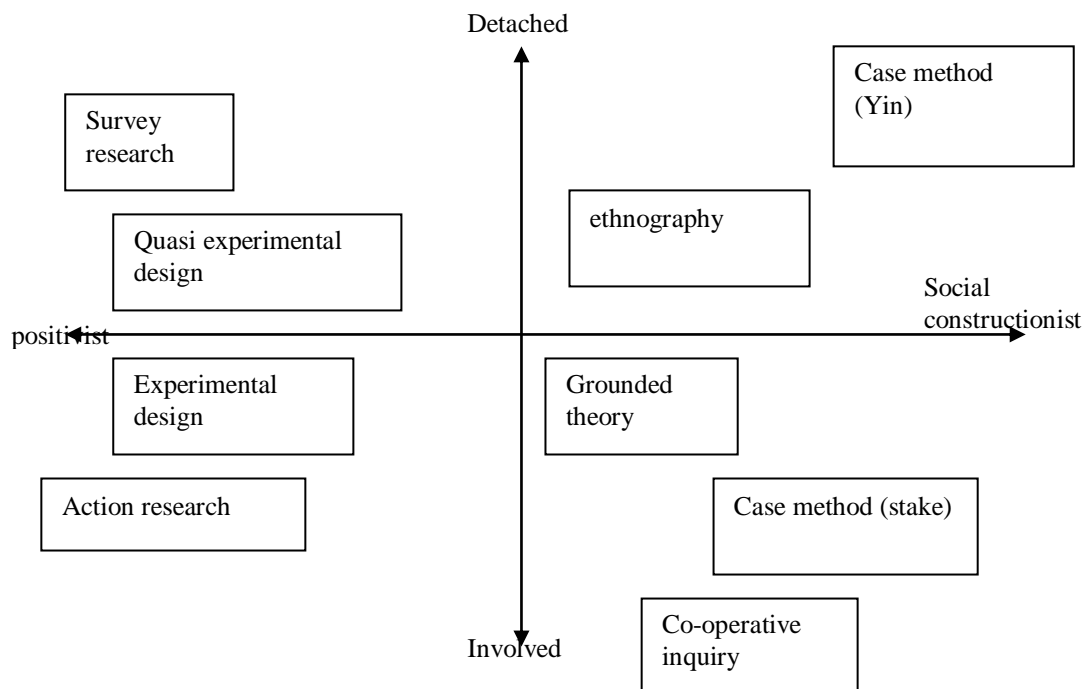 Detached
Case method
(Yin)
Survey
research
ethnography
Quasi experimental
design
Social
constructionist
positivist
Experimental
design
Grounded
theory
Action research
Case method (stake)
Co-operative
inquiry
Involved